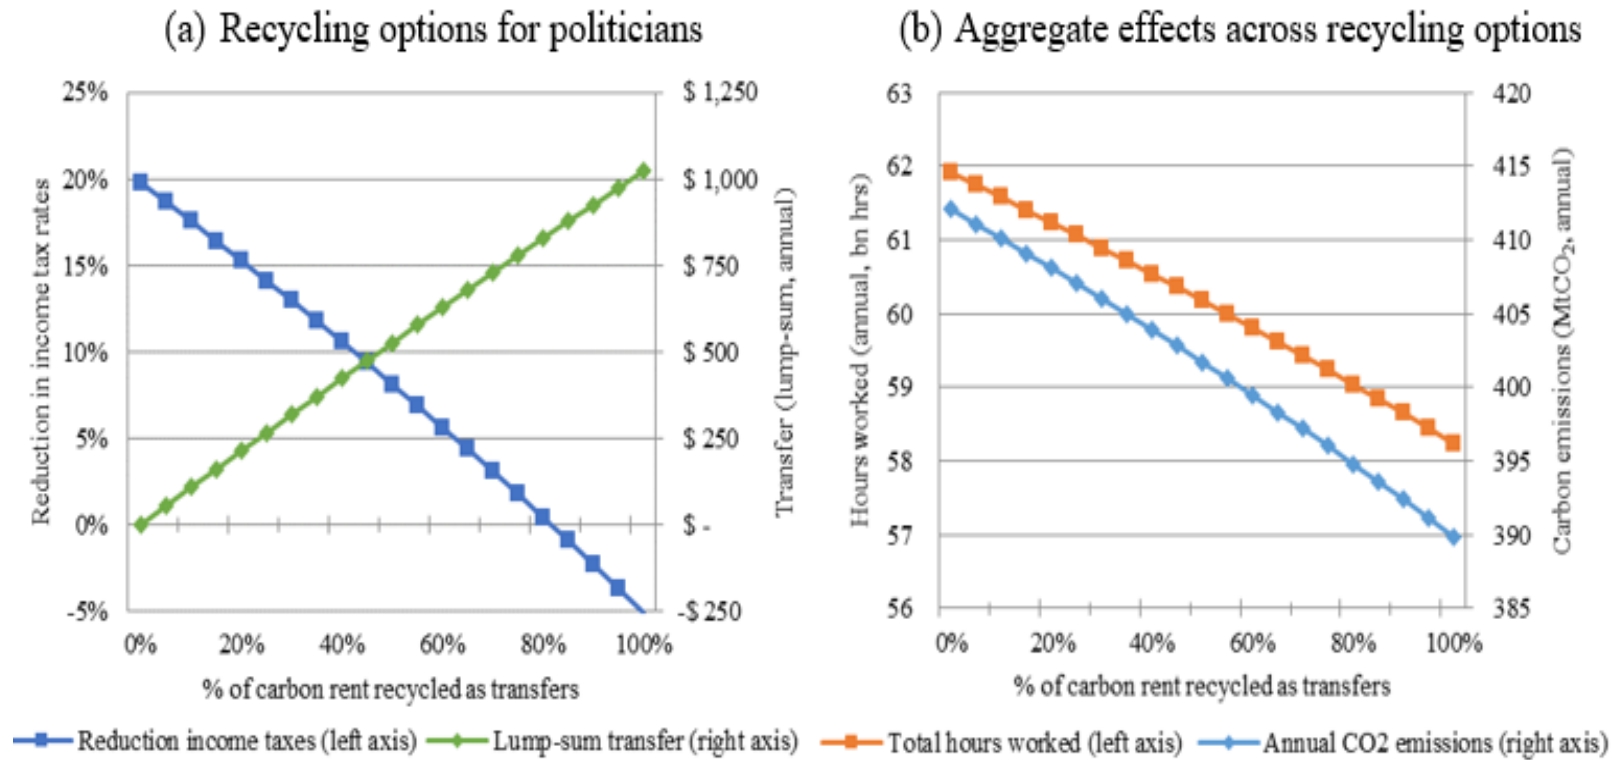 (a) Recycling options for politicians
(b) Aggregate effects across recycling options
25%
20%
15%
10%
5%
0%
-5%
Reduction in income tax rates
$ 1,250
$ 1,000
$ 750
$ 500
$ 250
$ -
-$ 250
Transfer (lump-sum, annual)
0% 20% 40% 60% 80% 100%
% of carbon rent recycled as transfers
Reduction income taxes (left axis) Lump-sum transfer (right axis)
63
62
61
60
59
58
57
56
Hours worked (annual, bn hrs)
420
415
410
405
400
395
390
385
Carbon emissions (MtCO₂, annual)
0% 20% 40% 60% 80% 100%
% of carbon rent recycled as transfers
Total hours worked (left axis) Annual CO2 emissions (right axis)